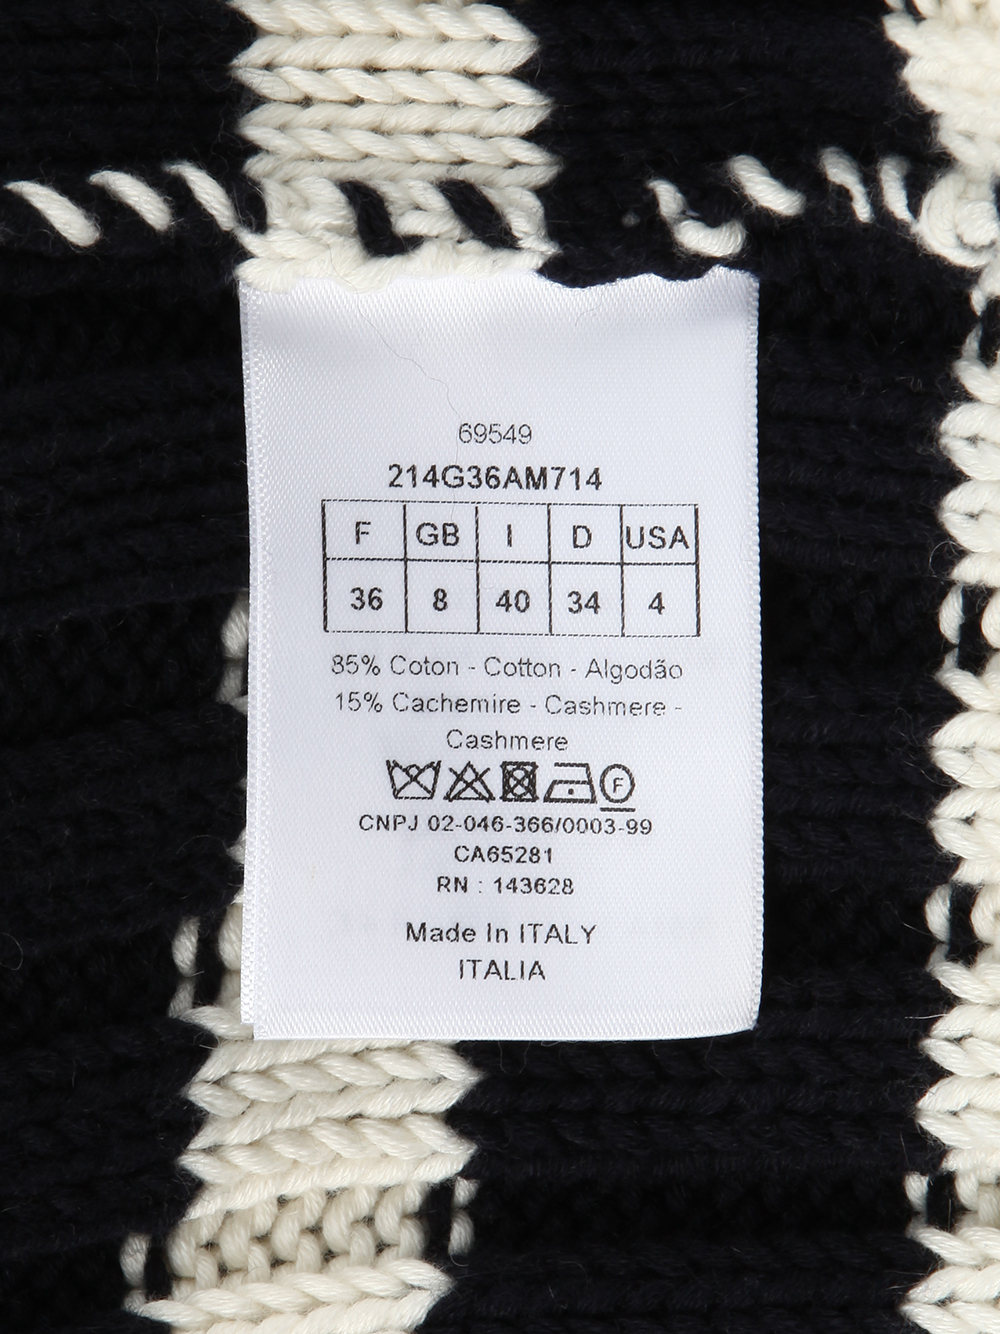 69549
214G36AM714
F GB I D USA
36 8 40 34 4
85% Coton - Cotton - Algodão
15% Cachemire - Cashmere -
Cashmere
F
CNPJ 02-046-366/0003-99
CA65281
RN : 143628
Made In ITALY
ITALIA